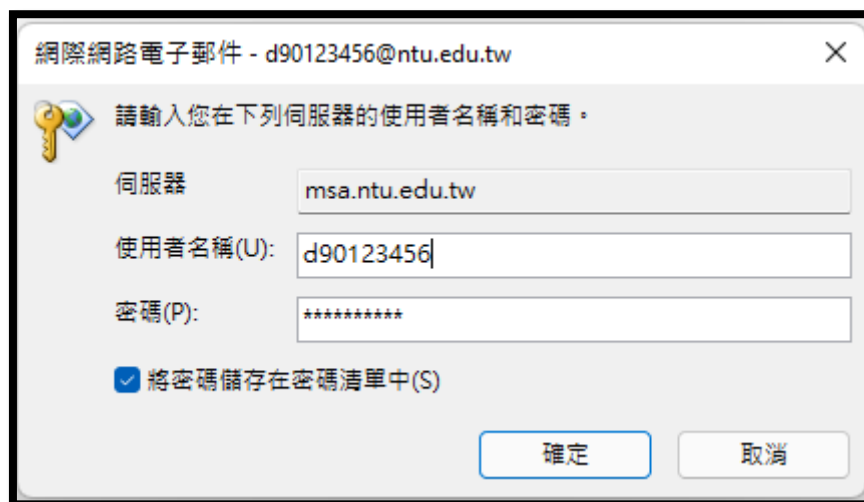 網際網路電子郵件 - d90123456@ntu.edu.tw
請輸入您在下列伺服器的使用者名稱和密碼。
伺服器 msa.ntu.edu.tw
使用者名稱(U): d90123456
密碼(P): **********
將密碼儲存在密碼清單中(S)
確定 取消